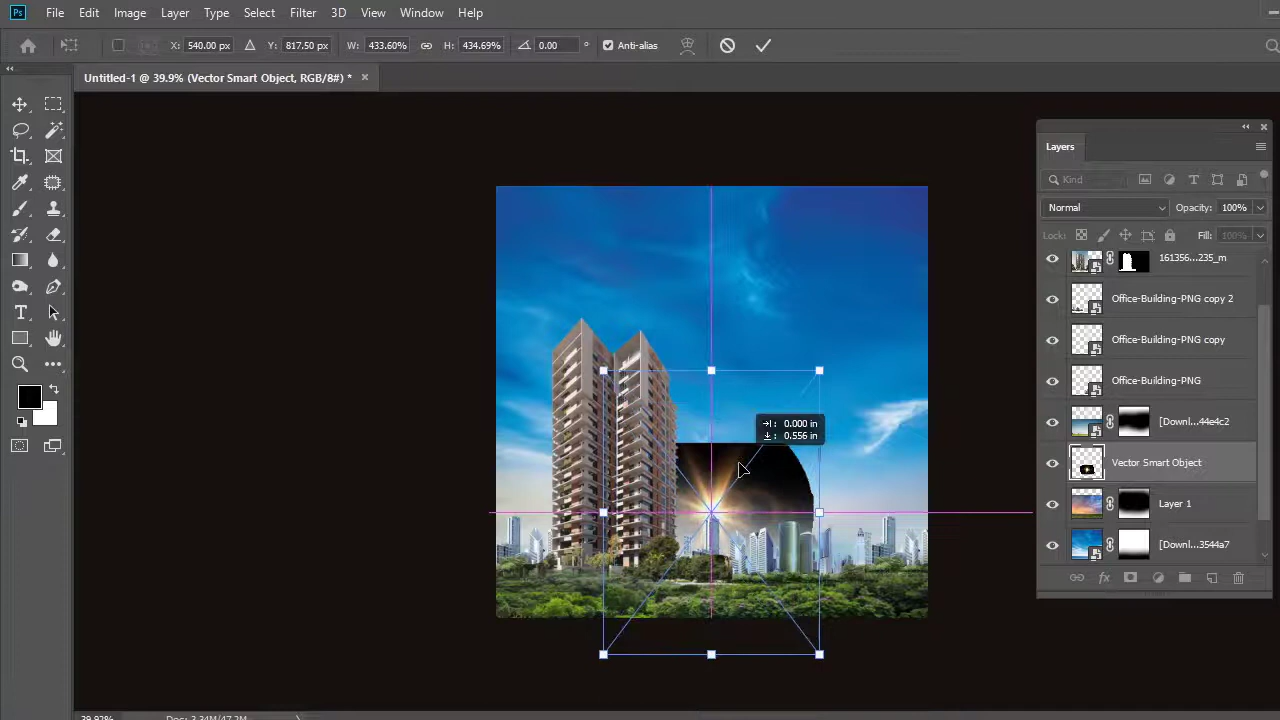 Ps File Edit Image Layer Type Select Filter 3D View Window Help
X: 540.00 px Y: 817.50 px W: 433.60% H: 434.69% 0.00 ° Anti-alias
Untitled-1 @ 39.9% (Vector Smart Object, RGB/8#) * ×
Layers
Kind
Normal Opacity: 100%
Lock: Fill: 100%
161356...235_m
Office-Building-PNG copy 2
Office-Building-PNG copy
Office-Building-PNG
[Downl...44e4c2
Vector Smart Object
Layer 1
[Downl...3544a7
0.000 in
0.556 in
39.92% Doc: 3.34M/47.2M